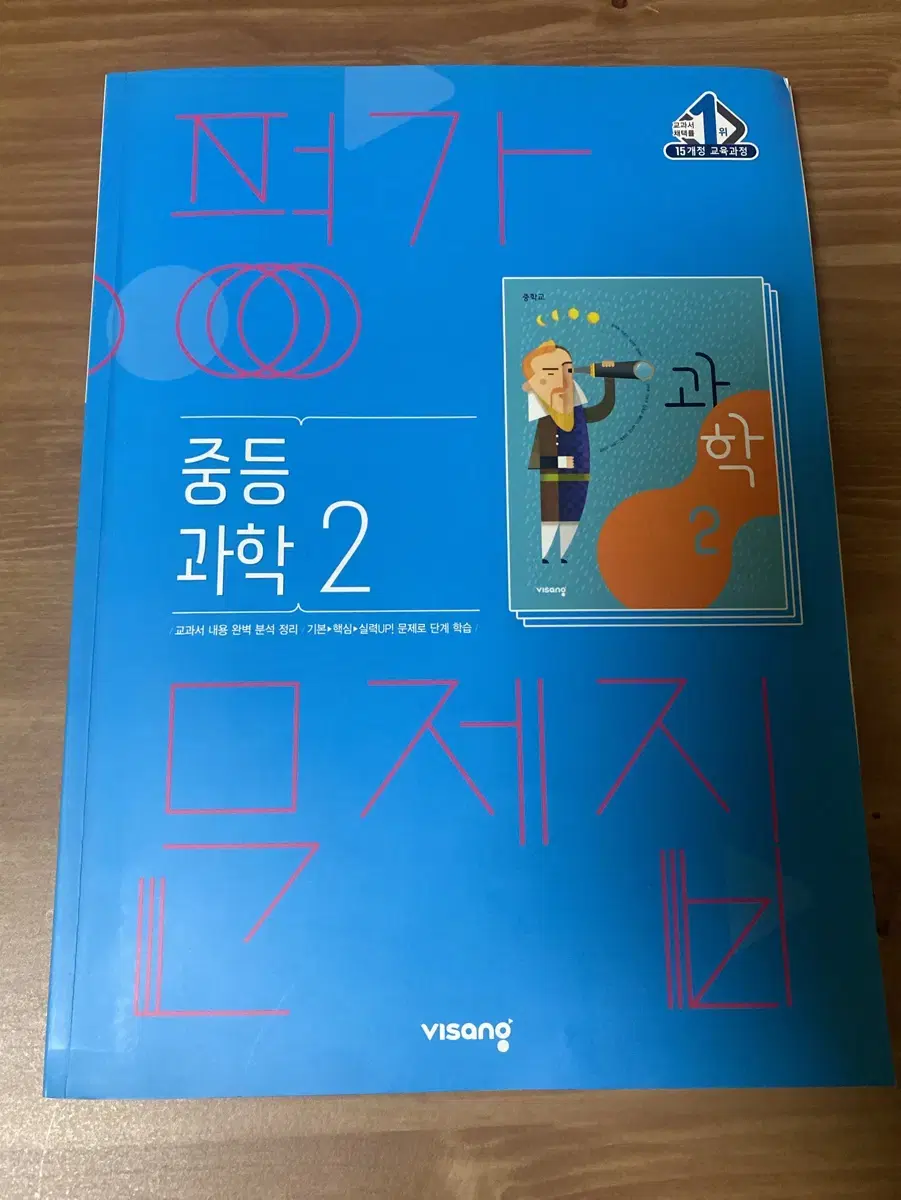 평가
문제집
교과서
채택률
1위
15개정 교육과정
중등
과학 2
/ 교과서 내용 완벽 분석 정리 / 기본▶핵심▶실력UP! 문제로 단계 학습 /
중학교
과
학
2
visang
visang